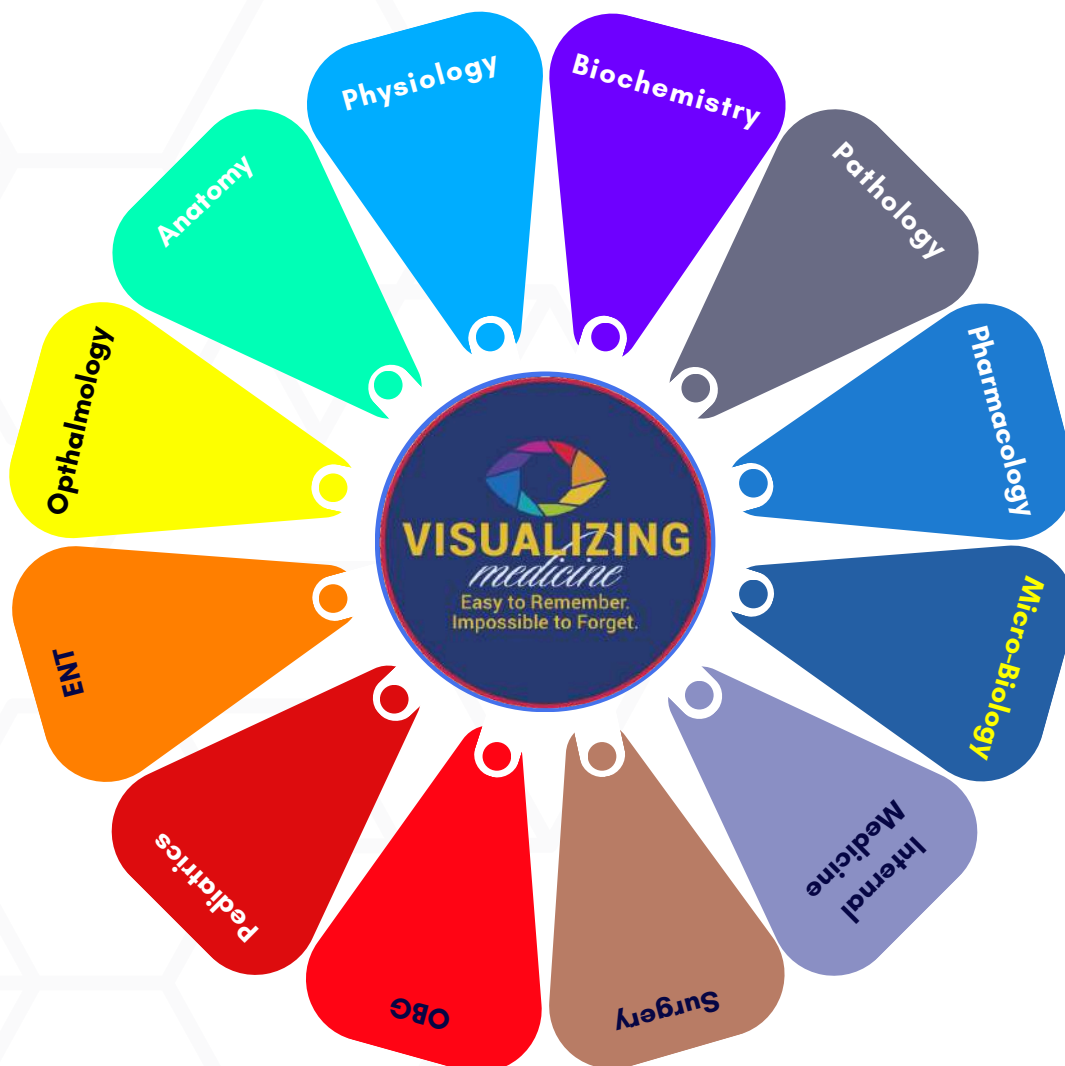 Physiology
Biochemistry
Pathology
Pharmacology
Micro-Biology
Internal
Medicine
Surgery
OBG
Pediatrics
ENT
Opthalmology
Anatomy
VISUALIZING
medicine
Easy to Remember.
Impossible to Forget.